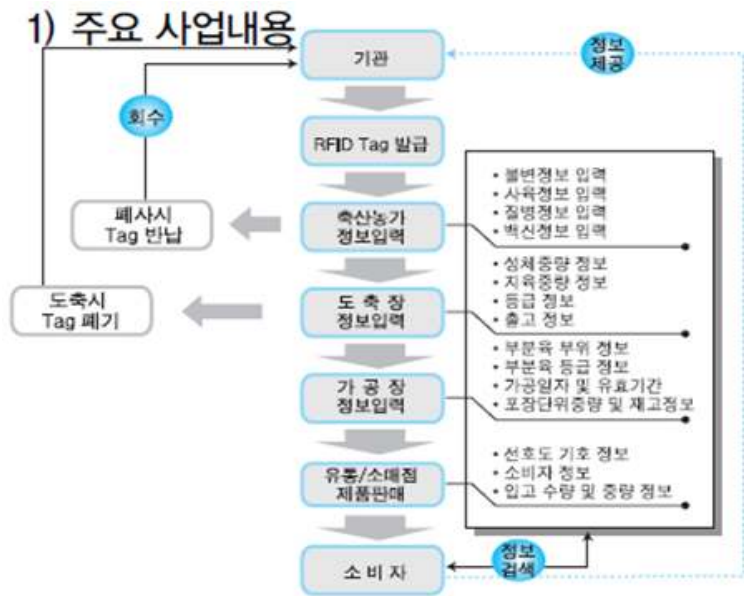 1) 주요 사업내용
기관
정보
제공
회수
RFID Tag 발급
폐사시
Tag 반납
축산농가
정보입력
• 불변정보 입력
• 사육정보 입력
• 질병정보 입력
• 백신정보 입력
도축시
Tag 폐기
도 축 장
정보입력
• 성체중량 정보
• 지육중량 정보
• 등급 정보
• 출고 정보
가 공 장
정보입력
• 부분육 부위 정보
• 부분육 등급 정보
• 가공일자 및 유효기간
• 포장단위중량 및 재고정보
유통/소매점
제품판매
• 선호도 기호 정보
• 소비자 정보
• 입고 수량 및 중량 정보
소 비 자
정보
검색